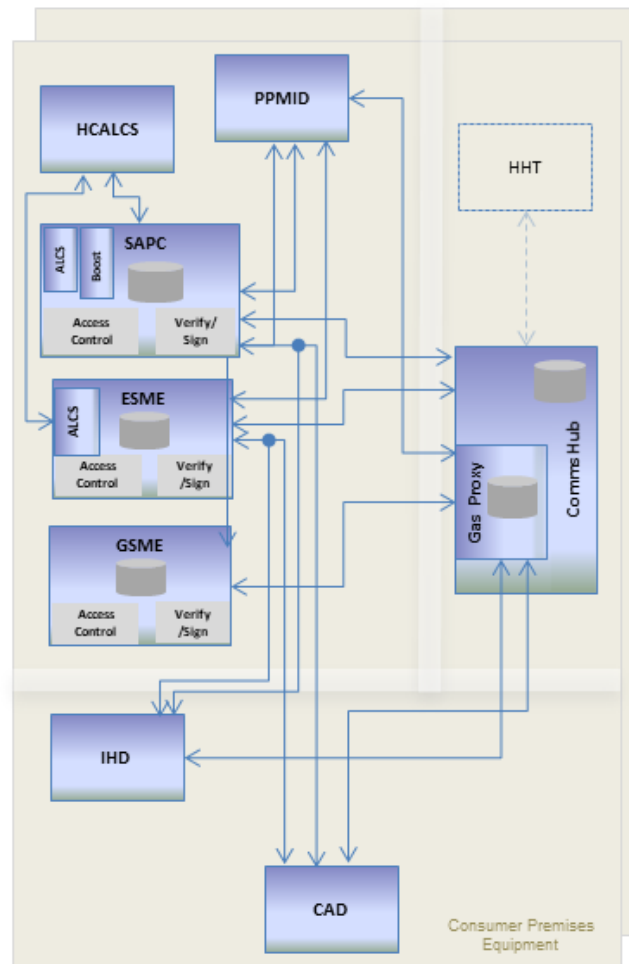 PPMID
HCALCS
HHT
SAPC
ALCS
Boost
Access
Control
Verify/
Sign
ESME
ALCS
Access
Control
Verify
/Sign
Gas Proxy
Comms Hub
GSME
Access
Control
Verify
/Sign
IHD
CAD
Consumer Premises
Equipment